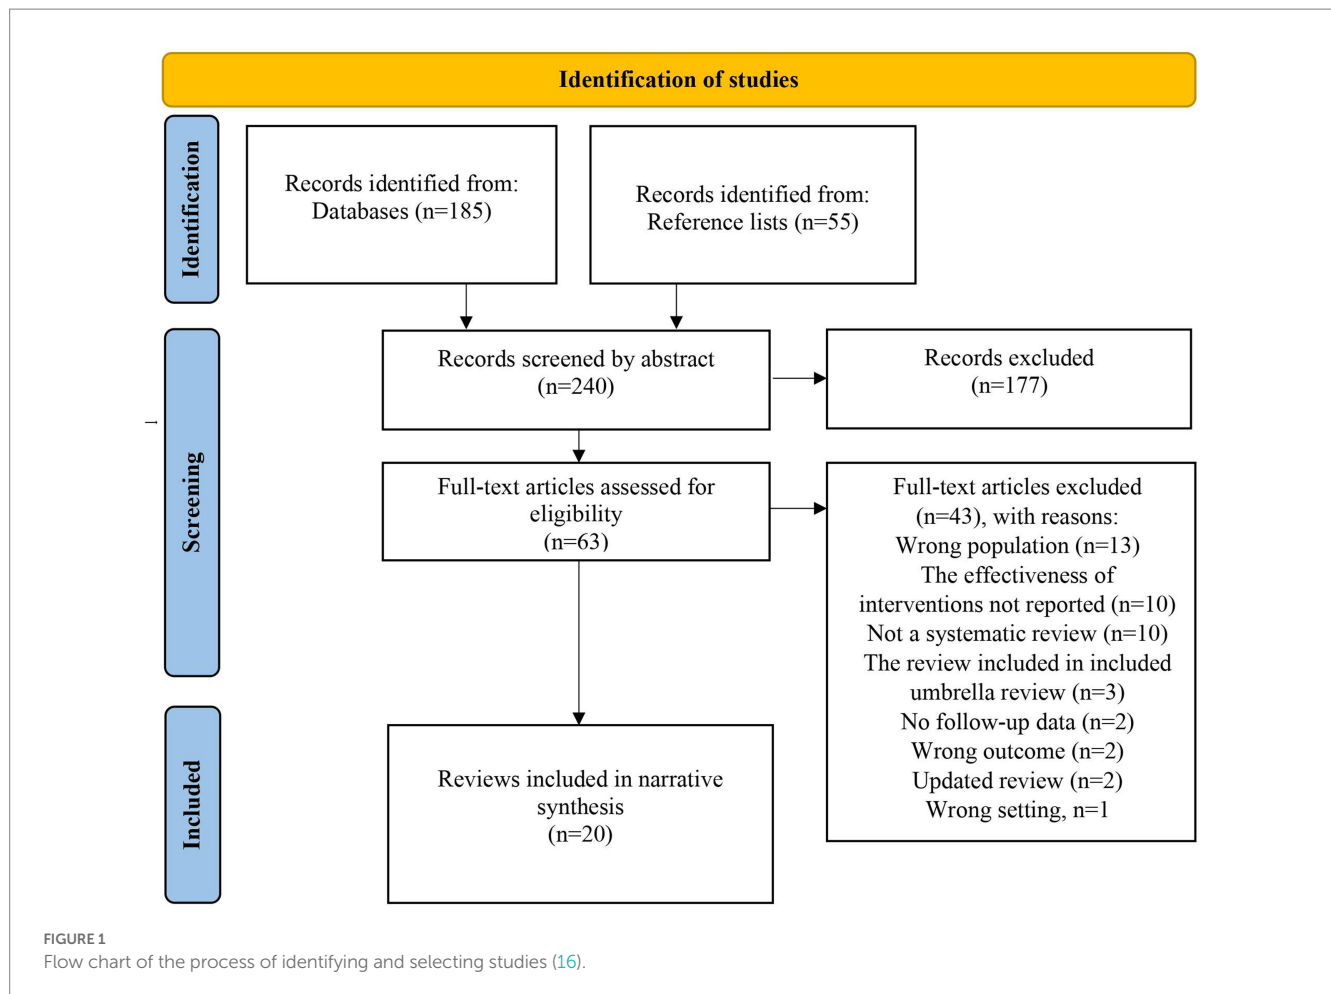 Identification of studies
Identification
Records identified from:
Databases (n=185)
Records identified from:
Reference lists (n=55)
Screening
Records screened by abstract
(n=240)
Records excluded
(n=177)
Full-text articles assessed for
eligibility
(n=63)
Full-text articles excluded
(n=43), with reasons:
Wrong population (n=13)
The effectiveness of
interventions not reported (n=10)
Not a systematic review (n=10)
The review included in included
umbrella review (n=3)
No follow-up data (n=2)
Wrong outcome (n=2)
Updated review (n=2)
Wrong setting, n=1
Included
Reviews included in narrative
synthesis
(n=20)
FIGURE 1
Flow chart of the process of identifying and selecting studies (16).